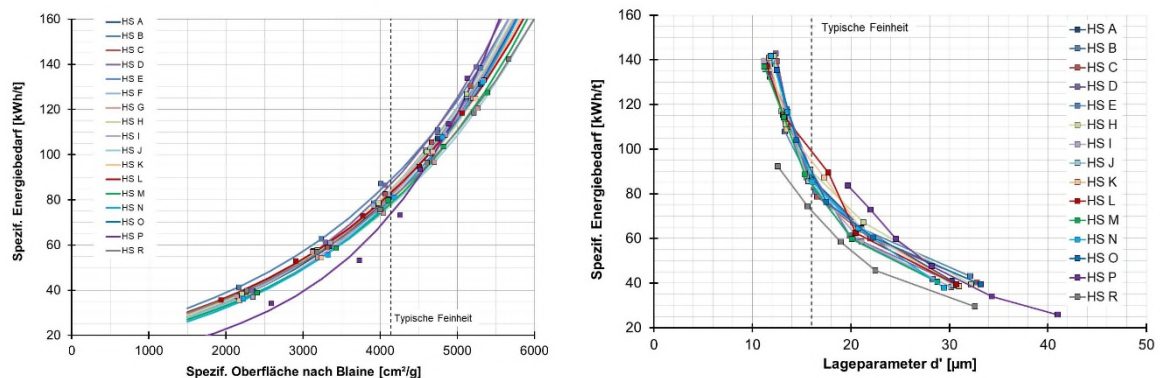 Spezif. Energiebedarf [kWh/t]
160
140
120
100
80
60
40
20
HS A
HS B
HS C
HS D
HS E
HS F
HS G
HS H
HS I
HS J
HS K
HS L
HS M
HS N
HS O
HS P
HS R
Typische Feinheit
0
1000
2000
3000
4000
5000
6000
Spezif. Oberfläche nach Blaine [cm²/g]
Spezif. Energiebedarf [kWh/t]
160
140
120
100
80
60
40
20
Typische Feinheit
HS A
HS B
HS C
HS D
HS E
HS H
HS I
HS J
HS K
HS L
HS M
HS N
HS O
HS P
HS R
0
10
20
30
40
50
Lageparameter d' [µm]